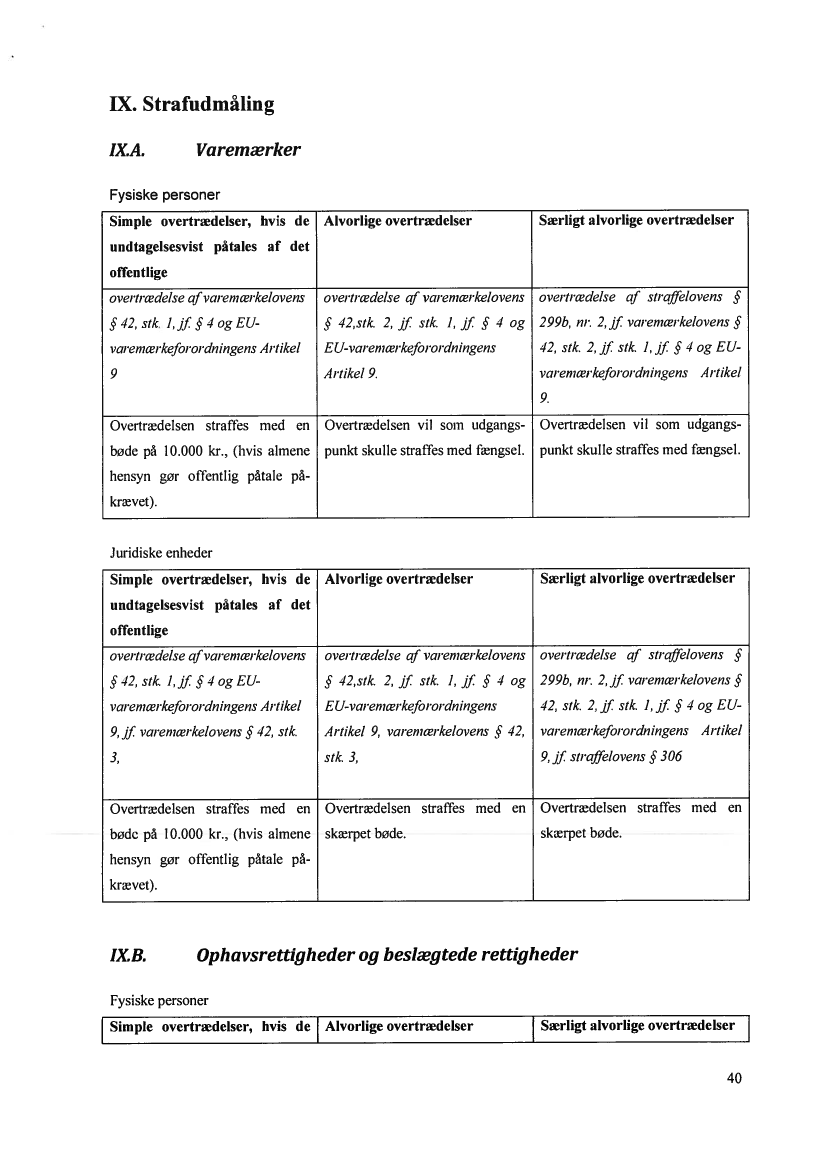 IX. Strafudmåling
IX.A. Varemærker
Fysiske personer
Simple overtrædelser, hvis de
undtagelsesvist påtales af det
offentlige
Alvorlige overtrædelser
Særligt alvorlige overtrædelser
overtrædelse af varemærkelovens
§ 42, stk. 1, jf. § 4 og EU-
varemærkeforordningens Artikel
9
overtrædelse af varemærkelovens
§ 42,stk. 2, jf. stk. 1, jf. § 4 og
EU-varemærkeforordningens
Artikel 9.
overtrædelse af straffelovens §
299b, nr. 2, jf. varemærkelovens §
42, stk. 2, jf. stk. 1, jf. § 4 og EU-
varemærkeforordningens Artikel
9.
Overtrædelsen straffes med en
bøde på 10.000 kr., (hvis almene
hensyn gør offentlig påtale på-
krævet).
Overtrædelsen vil som udgangs-
punkt skulle straffes med fængsel.
Overtrædelsen vil som udgangs-
punkt skulle straffes med fængsel.
Juridiske enheder
Simple overtrædelser, hvis de
undtagelsesvist påtales af det
offentlige
Alvorlige overtrædelser
Særligt alvorlige overtrædelser
overtrædelse af varemærkelovens
§ 42, stk. 1, jf. § 4 og EU-
varemærkeforordningens Artikel
9, jf. varemærkelovens § 42, stk.
3,
overtrædelse af varemærkelovens
§ 42,stk. 2, jf. stk. 1, jf. § 4 og
EU-varemærkeforordningens
Artikel 9, varemærkelovens § 42,
stk. 3,
overtrædelse af straffelovens §
299b, nr. 2, jf. varemærkelovens §
42, stk. 2, jf. stk. 1, jf. § 4 og EU-
varemærkeforordningens Artikel
9, jf. straffelovens § 306
Overtrædelsen straffes med en
bøde på 10.000 kr., (hvis almene
hensyn gør offentlig påtale på-
krævet).
Overtrædelsen straffes med en
skærpet bøde.
Overtrædelsen straffes med en
skærpet bøde.
IX.B. Ophavsrettigheder og beslægtede rettigheder
Fysiske personer
Simple overtrædelser, hvis de
Alvorlige overtrædelser
Særligt alvorlige overtrædelser
40